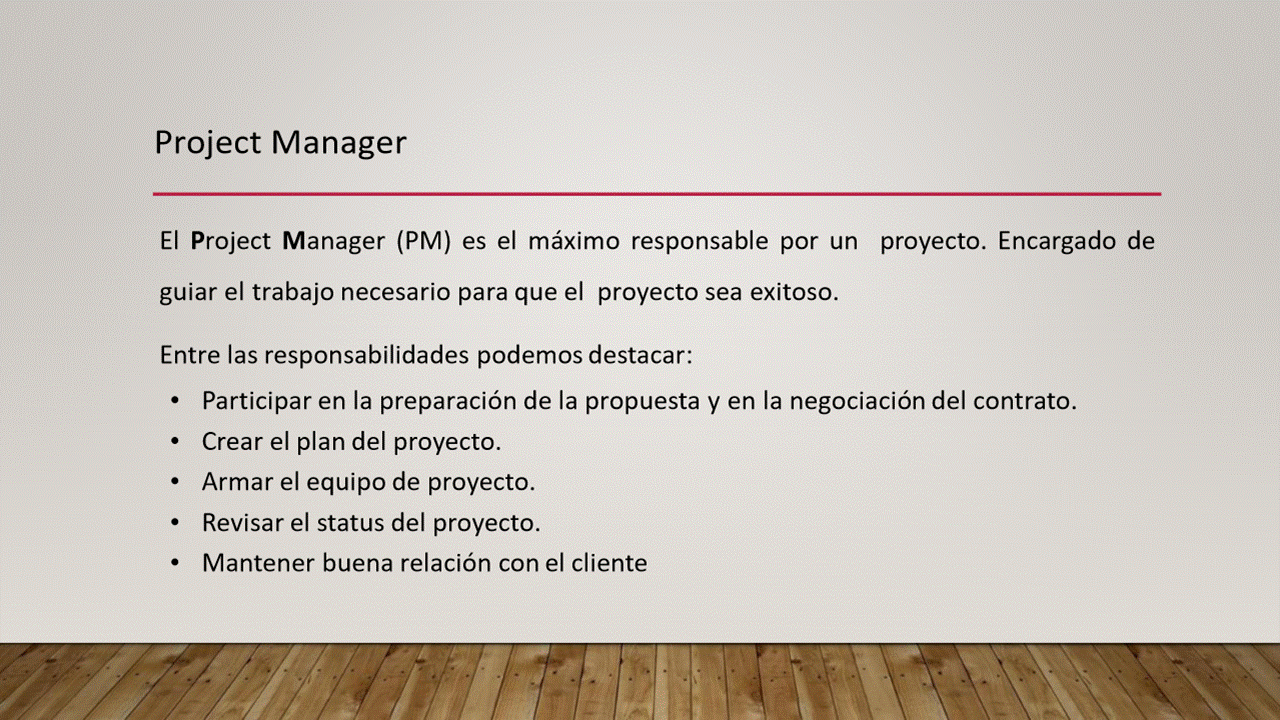 Project Manager
El Project Manager (PM) es el máximo responsable por un proyecto. Encargado de
guiar el trabajo necesario para que el proyecto sea exitoso.
Entre las responsabilidades podemos destacar:
• Participar en la preparación de la propuesta y en la negociación del contrato.
• Crear el plan del proyecto.
• Armar el equipo de proyecto.
• Revisar el status del proyecto.
• Mantener buena relación con el cliente